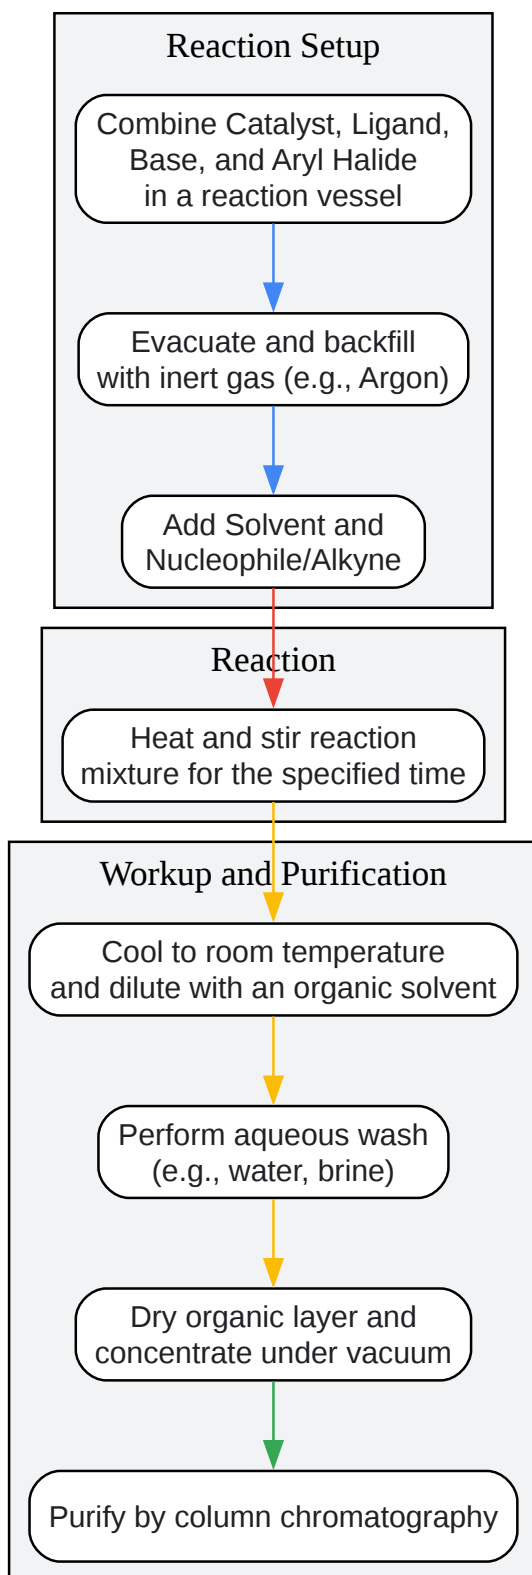 Reaction Setup
Combine Catalyst, Ligand,
Base, and Aryl Halide
in a reaction vessel
Evacuate and backfill
with inert gas (e.g., Argon)
Add Solvent and
Nucleophile/Alkyne
Reaction
Heat and stir reaction
mixture for the specified time
Workup and Purification
Cool to room temperature
and dilute with an organic solvent
Perform aqueous wash
(e.g., water, brine)
Dry organic layer and
concentrate under vacuum
Purify by column chromatography